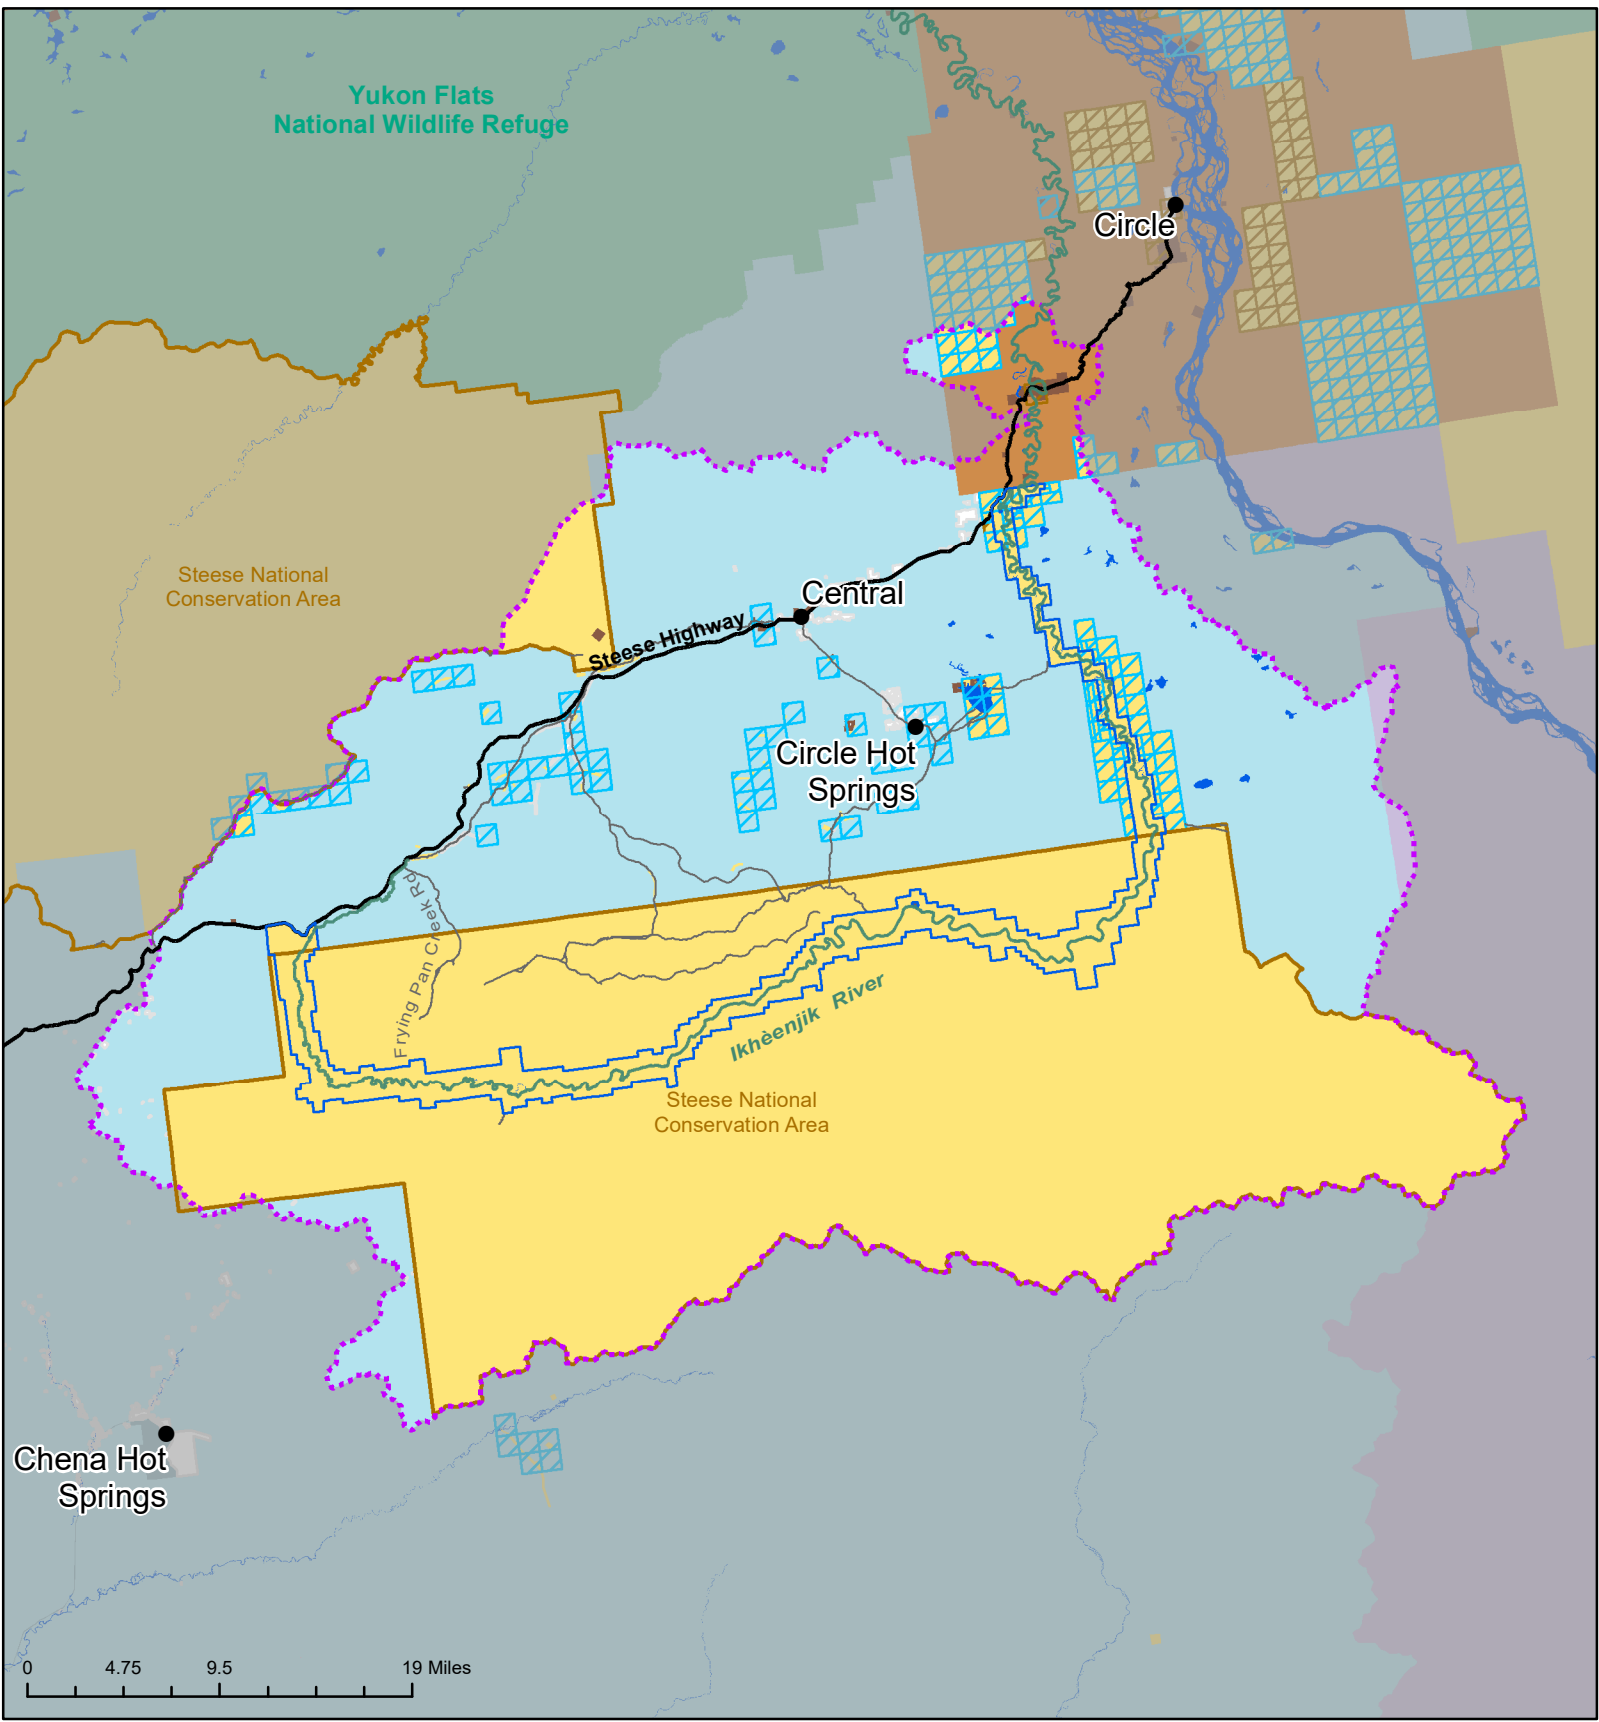 Yukon Flats
National Wildlife Refuge
Circle
Steese National
Conservation Area
Central
Steese Highway
Circle Hot
Springs
Frying Pan Creek Rd
Ikhèenjik River
Steese National
Conservation Area
Chena Hot
Springs
0 4.75 9.5 19 Miles